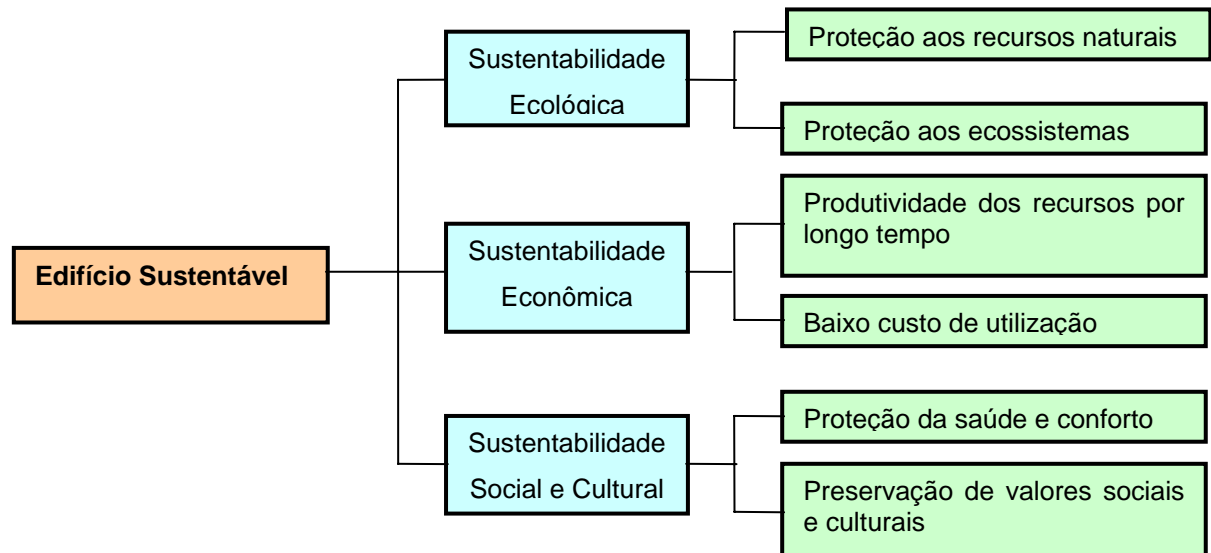 Edifício Sustentável
Sustentabilidade
Ecológica
Proteção aos recursos naturais
Proteção aos ecossistemas
Sustentabilidade
Econômica
Produtividade dos recursos por
longo tempo
Baixo custo de utilização
Sustentabilidade
Social e Cultural
Proteção da saúde e conforto
Preservação de valores sociais
e culturais